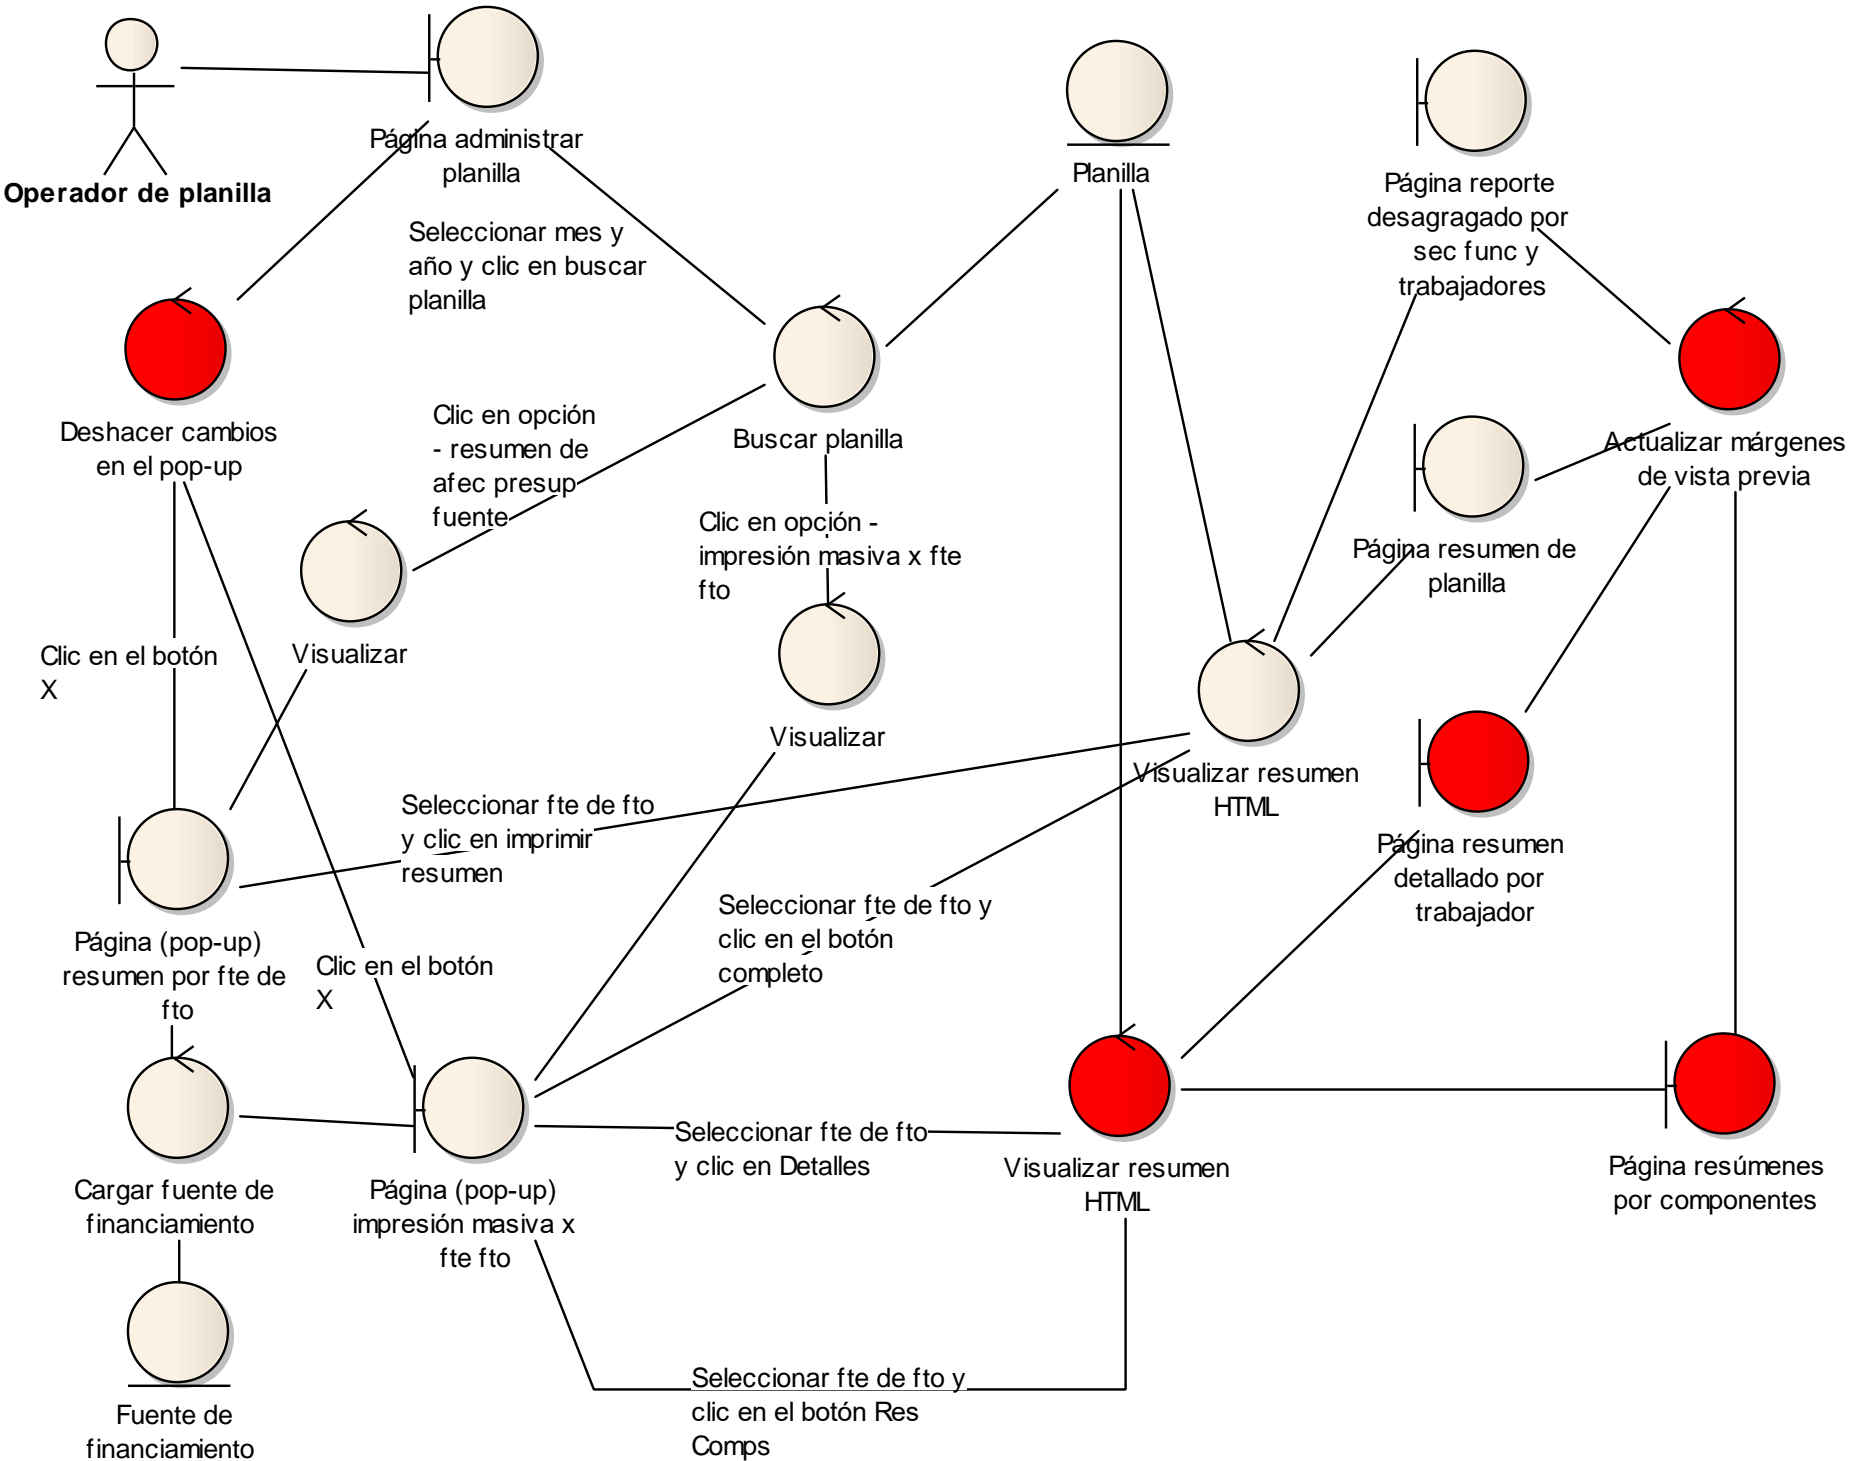 Operador de planilla
Página administrar
planilla
Planilla
Página reporte
desagragado por
sec func y
trabajadores
Seleccionar mes y
año y clic en buscar
planilla
Deshacer cambios
en el pop-up
Clic en opción
- resumen de
afec presup
fuente
Buscar planilla
Actualizar márgenes
de vista previa
Clic en opción -
impresión masiva x fte
fto
Página resumen de
planilla
Clic en el botón
X
Visualizar
Visualizar
Visualizar resumen
HTML
Seleccionar fte de fto
y clic en imprimir
resumen
Página resumen
detallado por
trabajador
Seleccionar fte de fto y
clic en el botón
completo
Página (pop-up)
resumen por fte de
fto
Clic en el botón
X
Seleccionar fte de fto
y clic en Detalles
Visualizar resumen
HTML
Página resúmenes
por componentes
Cargar fuente de
financiamiento
Página (pop-up)
impresión masiva x
fte fto
Seleccionar fte de fto y
clic en el botón Res
Comps
Fuente de
financiamiento